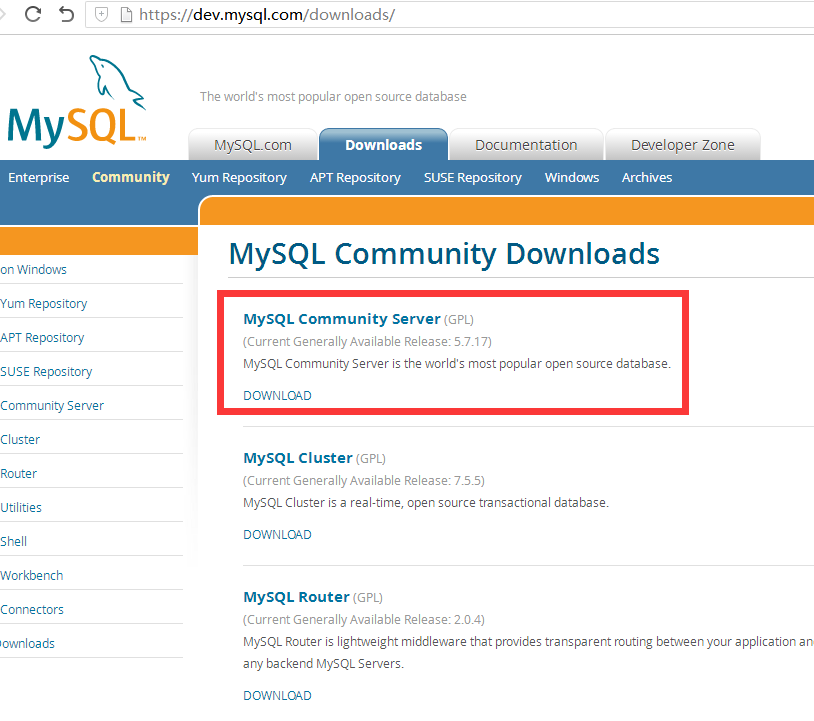 https://dev.mysql.com/downloads/
MySQL™
The world's most popular open source database
MySQL.com
Downloads
Documentation
Developer Zone
Enterprise
Community
Yum Repository
APT Repository
SUSE Repository
Windows
Archives
on Windows
Yum Repository
APT Repository
SUSE Repository
Community Server
Cluster
Router
Utilities
Shell
Workbench
Connectors
ownloads
MySQL Community Downloads
MySQL Community Server (GPL)
(Current Generally Available Release: 5.7.17)
MySQL Community Server is the world's most popular open source database.
DOWNLOAD
MySQL Cluster (GPL)
(Current Generally Available Release: 7.5.5)
MySQL Cluster is a real-time, open source transactional database.
DOWNLOAD
MySQL Router (GPL)
(Current Generally Available Release: 2.0.4)
MySQL Router is lightweight middleware that provides transparent routing between your application an
any backend MySQL Servers.
DOWNLOAD